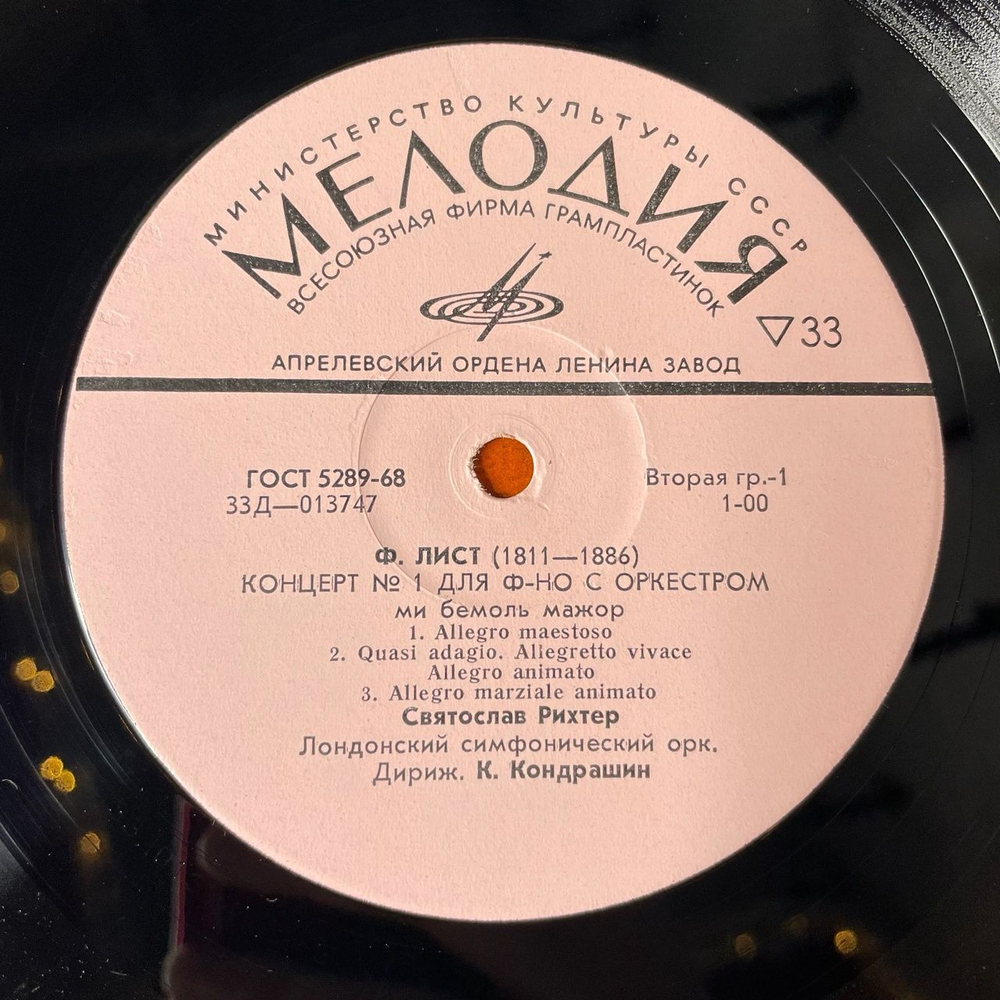 МИНИСТЕРСТВО КУЛЬТУРЫ СССР
МЕЛОДИЯ
ВСЕСОЮЗНАЯ ФИРМА ГРАМПЛАСТИНОК
▽33
АПРЕЛЕВСКИЙ ОРДЕНА ЛЕНИНА ЗАВОД
ГОСТ 5289-68
Вторая гр.-1
33Д—013747
1-00
Ф. ЛИСТ (1811—1886)
КОНЦЕРТ № 1 ДЛЯ Ф-НО С ОРКЕСТРОМ
ми бемоль мажор
1. Allegro maestoso
2. Quasi adagio. Allegretto vivace
Allegro animato
3. Allegro marziale animato
Святослав Рихтер
Лондонский симфонический орк.
Дириж. К. Кондрашин